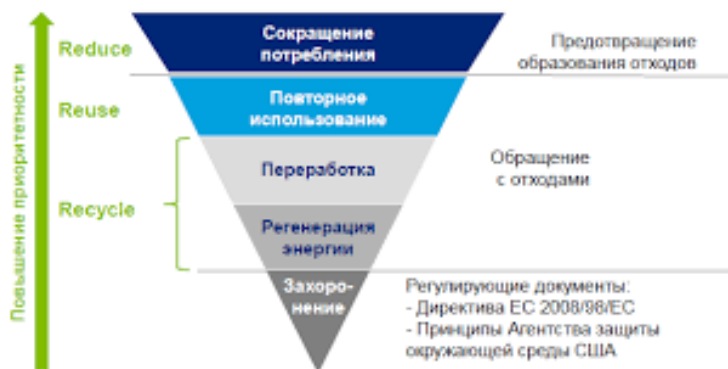 Повышение приоритетности
Reduce
Сокращение
потребления
Предотвращение
образования отходов
Reuse
Повторное
использование
Recycle
Переработка
Обращение
с отходами
Регенерация
энергии
Захоро-
нение
Регулирующие документы:
- Директива ЕС 2008/98/EC
- Принципы Агентства защиты
окружающей среды США